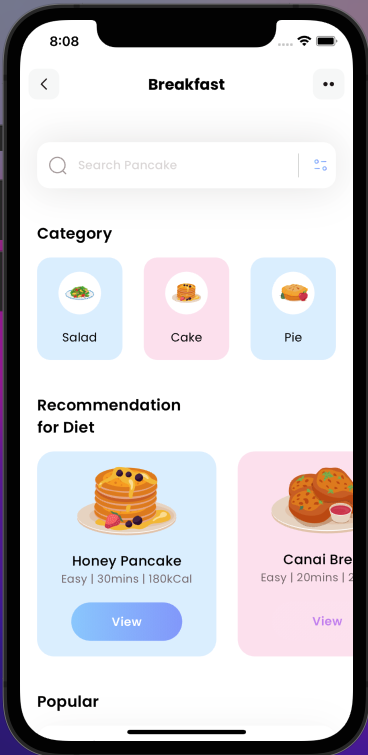 8:08
Breakfast
Search Pancake
Category
Salad
Cake
Pie
Recommendation
for Diet
Honey Pancake
Easy | 30mins | 180kCal
View
Canai Bre
Easy | 20mins | 2
View
Popular